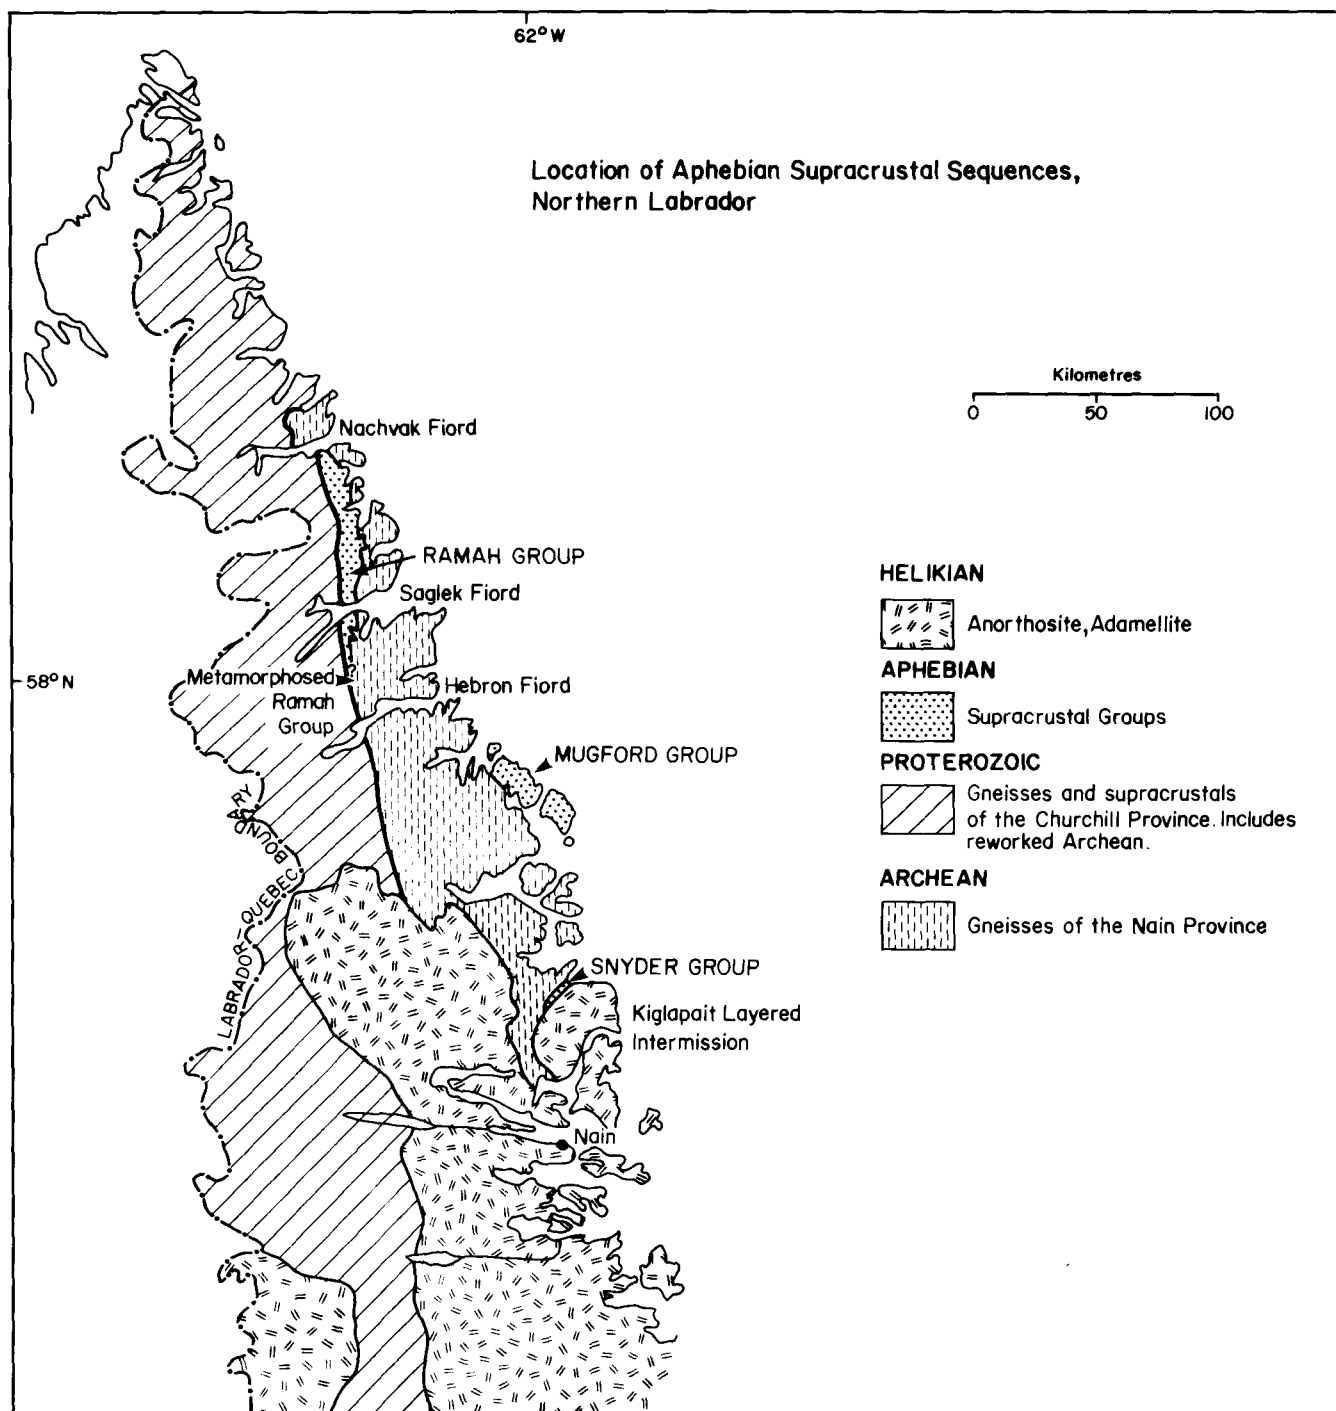 62°W
Location of Aphebian Supracrustal Sequences,
Northern Labrador
Kilometres
0 50 100
Nachvak Fiord
RAMAH GROUP
Saglek Fiord
?
58°N
Metamorphosed
Ramah
Group
Hebron Fiord
MUGFORD GROUP
LABRADOR-QUEBEC BOUNDARY
SNYDER GROUP
Kiglapait Layered
Intermission
Nain
HELIKIAN
Anorthosite, Adamellite
APHEBIAN
Supracrustal Groups
PROTEROZOIC
Gneisses and supracrustals
of the Churchill Province. Includes
reworked Archean.
ARCHEAN
Gneisses of the Nain Province